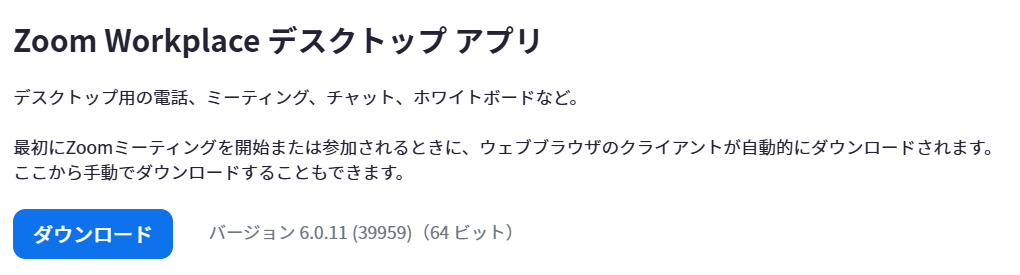 Zoom Workplace デスクトップ アプリ
デスクトップ用の電話、ミーティング、チャット、ホワイトボードなど。
最初にZoomミーティングを開始または参加されるときに、ウェブブラウザのクライアントが自動的にダウンロードされます。
ここから手動でダウンロードすることもできます。
ダウンロード バージョン 6.0.11 (39959)（64 ビット）